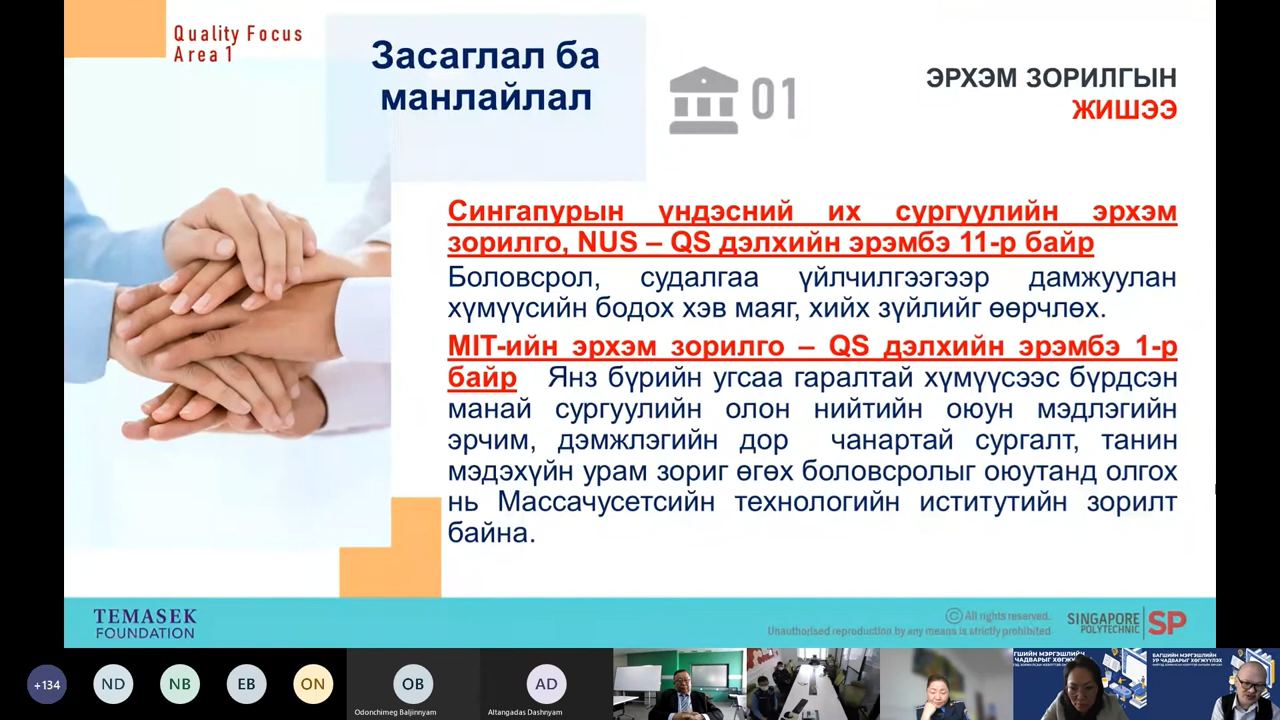 Quality Focus
Area 1
Засаглал ба
манлайлал
01
ЭРХЭМ ЗОРИЛГЫН
ЖИШЭЭ
Сингапурын үндэсний их сургуулийн эрхэм
зорилго, NUS – QS дэлхийн эрэмбэ 11-р байр
Боловсрол, судалгаа үйлчилгээгээр дамжуулан
хүмүүсийн бодох хэв маяг, хийх зүйлийг өөрчлөх.
MIT-ийн эрхэм зорилго – QS дэлхийн эрэмбэ 1-р
байр Янз бүрийн угсаа гаралтай хүмүүсээс бүрдсэн
манай сургуулийн олон нийтийн оюун мэдлэгийн
эрчим, дэмжлэгийн дор чанартай сургалт, танин
мэдэхүйн урам зориг өгөх боловсролыг оюутанд олгох
нь Массачусетсийн технологийн иститутийн зорилт
байна.
TEMASEK
FOUNDATION
© All rights reserved.
Unauthorised reproduction by any means is strictly prohibited
SINGAPORE
POLYTECHNIC
SP
+134
ND
NB
EB
ON
OB
Odonchimeg Baljinnyam
AD
Altangadas Dashnyam
БАГШИЙН МЭРГЭШЛИЙН
УР ЧАДВАРЫГ ХӨГЖҮҮЛЭХ